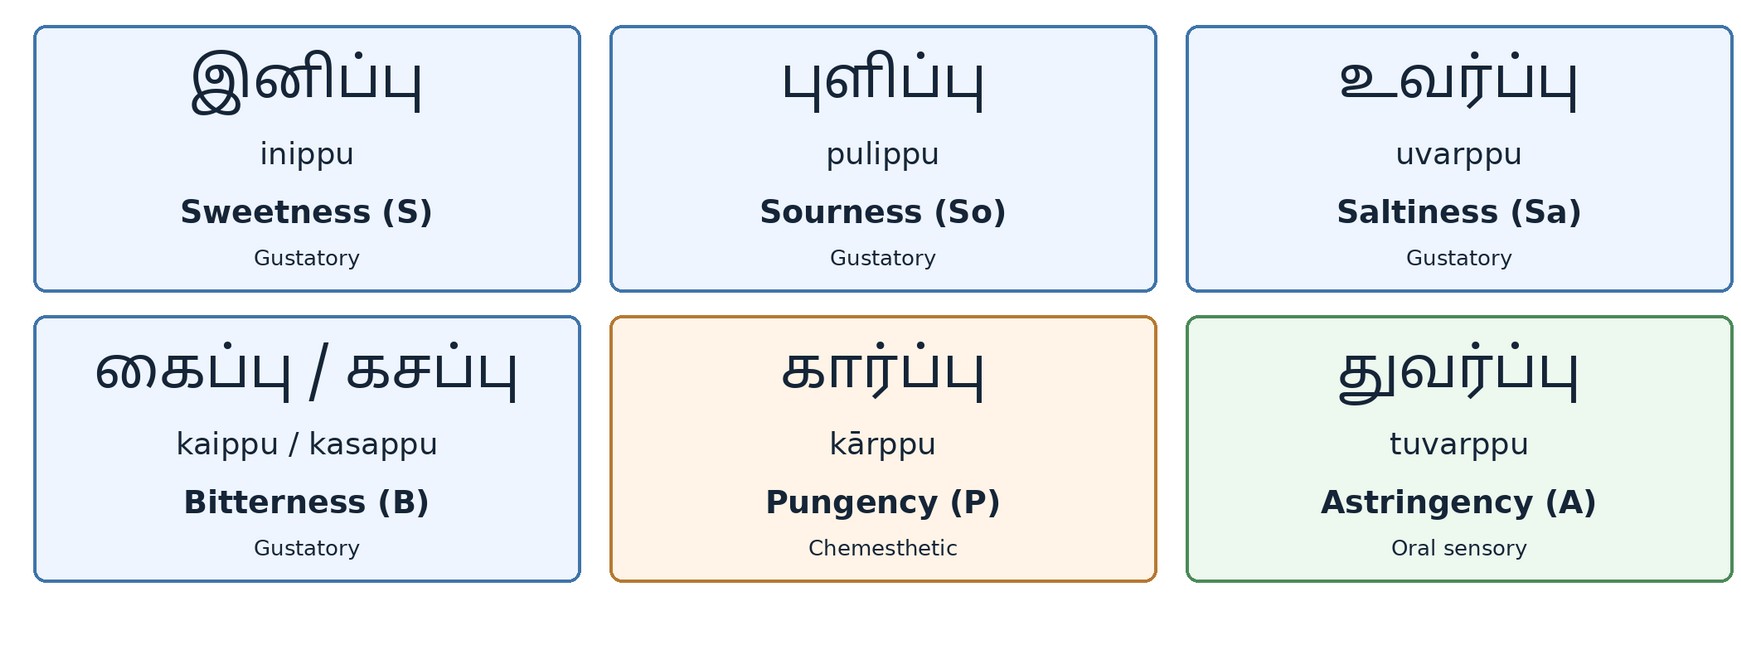 இனிப்பு
inippu
Sweetness (S)
Gustatory
புளிப்பு
pulippu
Sourness (So)
Gustatory
உவர்ப்பு
uvarppu
Saltiness (Sa)
Gustatory
கைப்பு / கசப்பு
kaippu / kasappu
Bitterness (B)
Gustatory
கார்ப்பு
kārppu
Pungency (P)
Chemesthetic
துவர்ப்பு
tuvarppu
Astringency (A)
Oral sensory